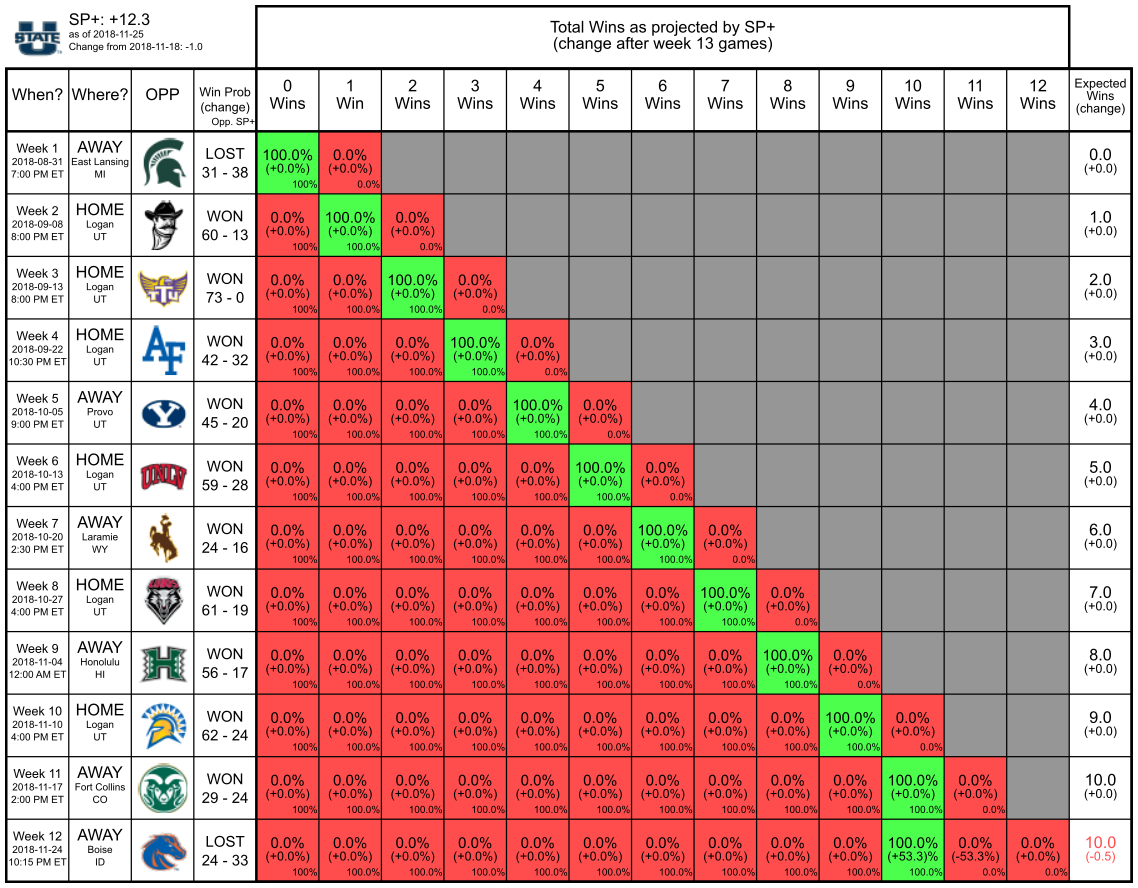 U STATE
SP+: +12.3
as of 2018-11-25
Change from 2018-11-18: -1.0
Total Wins as projected by SP+
(change after week 13 games)
When? Where? OPP Win Prob (change) Opp. SP+ 0 Wins 1 Win 2 Wins 3 Wins 4 Wins 5 Wins 6 Wins 7 Wins 8 Wins 9 Wins 10 Wins 11 Wins 12 Wins Expected Wins (change)
Week 1 AWAY LOST 100.0% 0.0% 0.0
2018-08-31 East Lansing 31 - 38 (+0.0%) (+0.0%) (+0.0)
7:00 PM ET MI 100% 0.0%
Week 2 HOME WON 0.0% 100.0% 0.0% 1.0
2018-09-08 Logan 60 - 13 (+0.0%) (+0.0%) (+0.0%) (+0.0)
8:00 PM ET UT 100% 100.0% 0.0%
Week 3 HOME TTU WON 0.0% 0.0% 100.0% 0.0% 2.0
2018-09-13 Logan 73 - 0 (+0.0%) (+0.0%) (+0.0%) (+0.0%) (+0.0)
8:00 PM ET UT 100% 100.0% 100.0% 0.0%
Week 4 HOME AF WON 0.0% 0.0% 0.0% 100.0% 0.0% 3.0
2018-09-22 Logan 42 - 32 (+0.0%) (+0.0%) (+0.0%) (+0.0%) (+0.0%) (+0.0)
10:30 PM ET UT 100% 100.0% 100.0% 100.0% 0.0%
Week 5 AWAY Y WON 0.0% 0.0% 0.0% 0.0% 100.0% 0.0% 4.0
2018-10-05 Provo 45 - 20 (+0.0%) (+0.0%) (+0.0%) (+0.0%) (+0.0%) (+0.0%) (+0.0)
9:00 PM ET UT 100% 100.0% 100.0% 100.0% 100.0% 0.0%
Week 6 HOME UNLV WON 0.0% 0.0% 0.0% 0.0% 0.0% 100.0% 0.0% 5.0
2018-10-13 Logan 59 - 28 (+0.0%) (+0.0%) (+0.0%) (+0.0%) (+0.0%) (+0.0%) (+0.0%) (+0.0)
4:00 PM ET UT 100% 100.0% 100.0% 100.0% 100.0% 100.0% 0.0%
Week 7 AWAY WON 0.0% 0.0% 0.0% 0.0% 0.0% 0.0% 100.0% 0.0% 6.0
2018-10-20 Laramie 24 - 16 (+0.0%) (+0.0%) (+0.0%) (+0.0%) (+0.0%) (+0.0%) (+0.0%) (+0.0%) (+0.0)
2:30 PM ET WY 100% 100.0% 100.0% 100.0% 100.0% 100.0% 100.0% 0.0%
Week 8 HOME WON 0.0% 0.0% 0.0% 0.0% 0.0% 0.0% 0.0% 100.0% 0.0% 7.0
2018-10-27 Logan 61 - 19 (+0.0%) (+0.0%) (+0.0%) (+0.0%) (+0.0%) (+0.0%) (+0.0%) (+0.0%) (+0.0%) (+0.0)
4:00 PM ET UT 100% 100.0% 100.0% 100.0% 100.0% 100.0% 100.0% 100.0% 0.0%
Week 9 AWAY H WON 0.0% 0.0% 0.0% 0.0% 0.0% 0.0% 0.0% 0.0% 100.0% 0.0% 8.0
2018-11-04 Honolulu 56 - 17 (+0.0%) (+0.0%) (+0.0%) (+0.0%) (+0.0%) (+0.0%) (+0.0%) (+0.0%) (+0.0%) (+0.0%) (+0.0)
12:00 AM ET HI 100% 100.0% 100.0% 100.0% 100.0% 100.0% 100.0% 100.0% 100.0% 0.0%
Week 10 HOME WON 0.0% 0.0% 0.0% 0.0% 0.0% 0.0% 0.0% 0.0% 0.0% 100.0% 0.0% 9.0
2018-11-10 Logan 62 - 24 (+0.0%) (+0.0%) (+0.0%) (+0.0%) (+0.0%) (+0.0%) (+0.0%) (+0.0%) (+0.0%) (+0.0%) (+0.0%) (+0.0)
4:00 PM ET UT 100% 100.0% 100.0% 100.0% 100.0% 100.0% 100.0% 100.0% 100.0% 100.0% 0.0%
Week 11 AWAY WON 0.0% 0.0% 0.0% 0.0% 0.0% 0.0% 0.0% 0.0% 0.0% 0.0% 100.0% 0.0% 10.0
2018-11-17 Fort Collins 29 - 24 (+0.0%) (+0.0%) (+0.0%) (+0.0%) (+0.0%) (+0.0%) (+0.0%) (+0.0%) (+0.0%) (+0.0%) (+0.0%) (+0.0%) (+0.0)
2:00 PM ET CO 100% 100.0% 100.0% 100.0% 100.0% 100.0% 100.0% 100.0% 100.0% 100.0% 100.0% 0.0%
Week 12 AWAY LOST 0.0% 0.0% 0.0% 0.0% 0.0% 0.0% 0.0% 0.0% 0.0% 0.0% 100.0% 0.0% 0.0% 10.0
2018-11-24 Boise 24 - 33 (+0.0%) (+0.0%) (+0.0%) (+0.0%) (+0.0%) (+0.0%) (+0.0%) (+0.0%) (+0.0%) (+0.0%) (+53.3)% (-53.3%) (+0.0%) (-0.5)
10:15 PM ET ID 100% 100.0% 100.0% 100.0% 100.0% 100.0% 100.0% 100.0% 100.0% 100.0% 100.0% 0.0% 0.0%